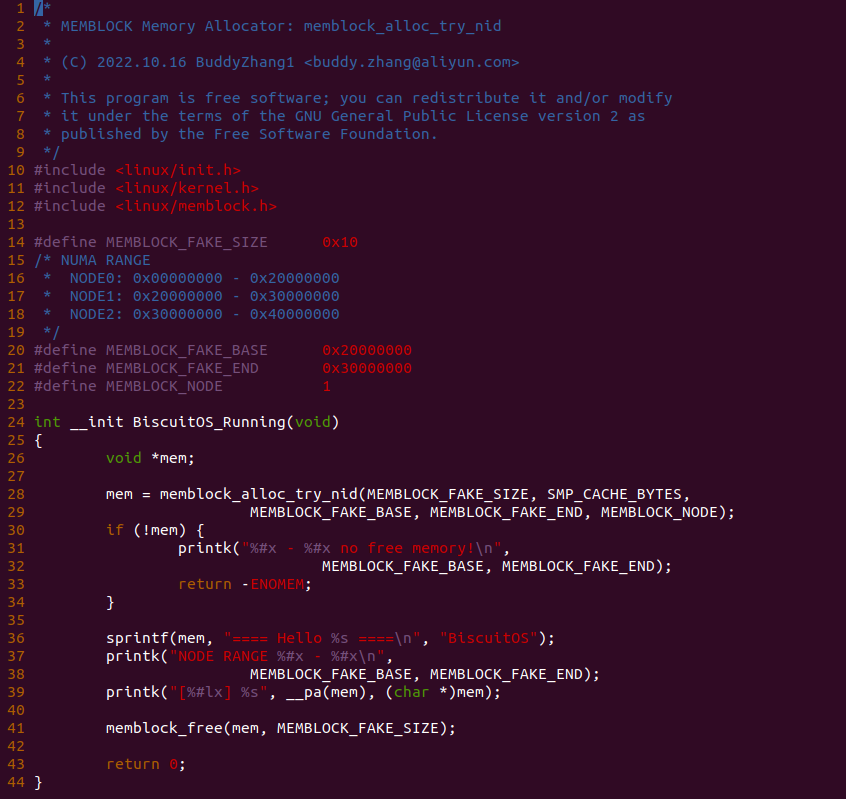 1 /*
2  * MEMBLOCK Memory Allocator: memblock_alloc_try_nid
3  *
4  * (C) 2022.10.16 BuddyZhang1 <buddy.zhang@aliyun.com>
5  *
6  * This program is free software; you can redistribute it and/or modify
7  * it under the terms of the GNU General Public License version 2 as
8  * published by the Free Software Foundation.
9  */
10 #include <linux/init.h>
11 #include <linux/kernel.h>
12 #include <linux/memblock.h>
13
14 #define MEMBLOCK_FAKE_SIZE      0x10
15 /* NUMA RANGE
16  *  NODE0: 0x00000000 - 0x20000000
17  *  NODE1: 0x20000000 - 0x30000000
18  *  NODE2: 0x30000000 - 0x40000000
19  */
20 #define MEMBLOCK_FAKE_BASE      0x20000000
21 #define MEMBLOCK_FAKE_END       0x30000000
22 #define MEMBLOCK_NODE           1
23
24 int __init BiscuitOS_Running(void)
25 {
26         void *mem;
27
28         mem = memblock_alloc_try_nid(MEMBLOCK_FAKE_SIZE, SMP_CACHE_BYTES,
29                         MEMBLOCK_FAKE_BASE, MEMBLOCK_FAKE_END, MEMBLOCK_NODE);
30         if (!mem) {
31                 printk("%#x - %#x no free memory!\n",
32                                 MEMBLOCK_FAKE_BASE, MEMBLOCK_FAKE_END);
33                 return -ENOMEM;
34         }
35
36         sprintf(mem, "==== Hello %s ====\n", "BiscuitOS");
37         printk("NODE RANGE %#x - %#x\n",
38                         MEMBLOCK_FAKE_BASE, MEMBLOCK_FAKE_END);
39         printk("[%#lx] %s", __pa(mem), (char *)mem);
40
41         memblock_free(mem, MEMBLOCK_FAKE_SIZE);
42
43         return 0;
44 }